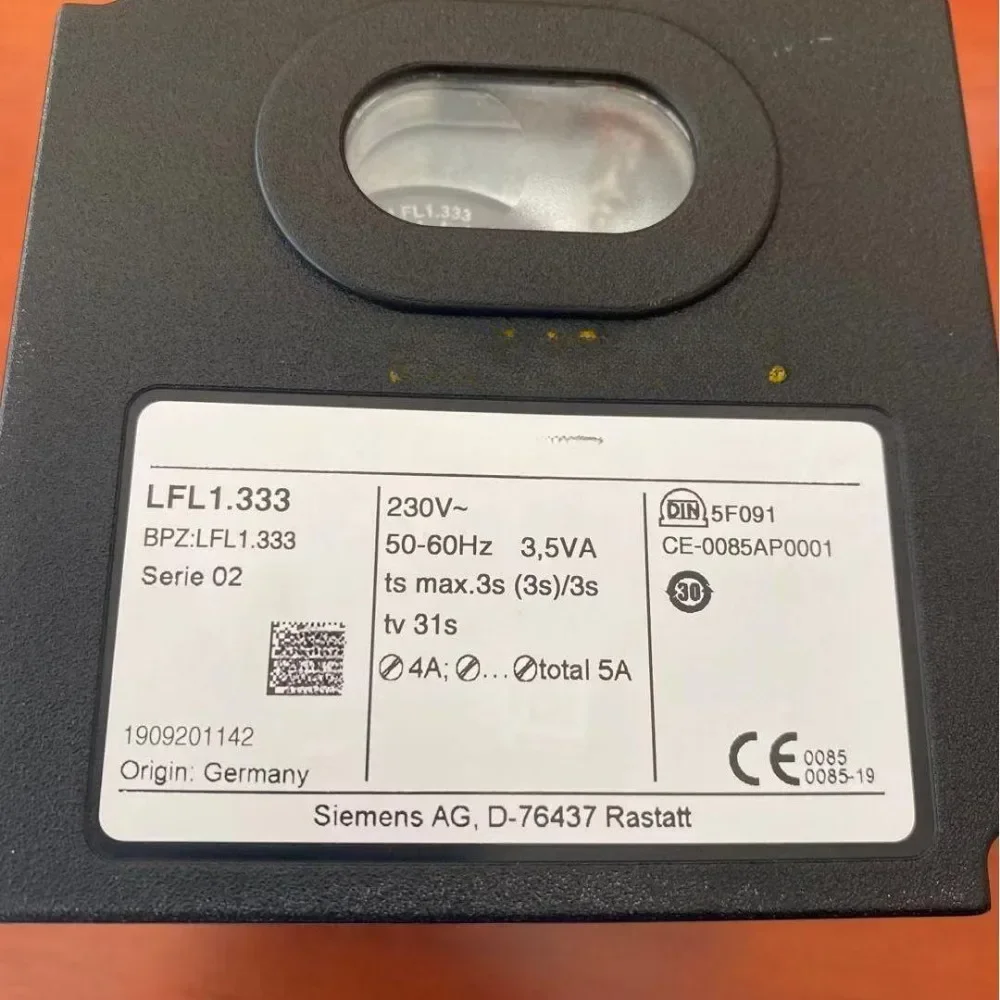 LFL1.333
LFL1.333
BPZ:LFL1.333
Serie 02
1909201142
Origin: Germany
230V~
50-60Hz 3,5VA
ts max.3s (3s)/3s
tv 31s
⊘ 4A; ⊘...⊘total 5A
DIN 5F091
CE-0085AP0001
30
CE 0085
0085-19
Siemens AG, D-76437 Rastatt